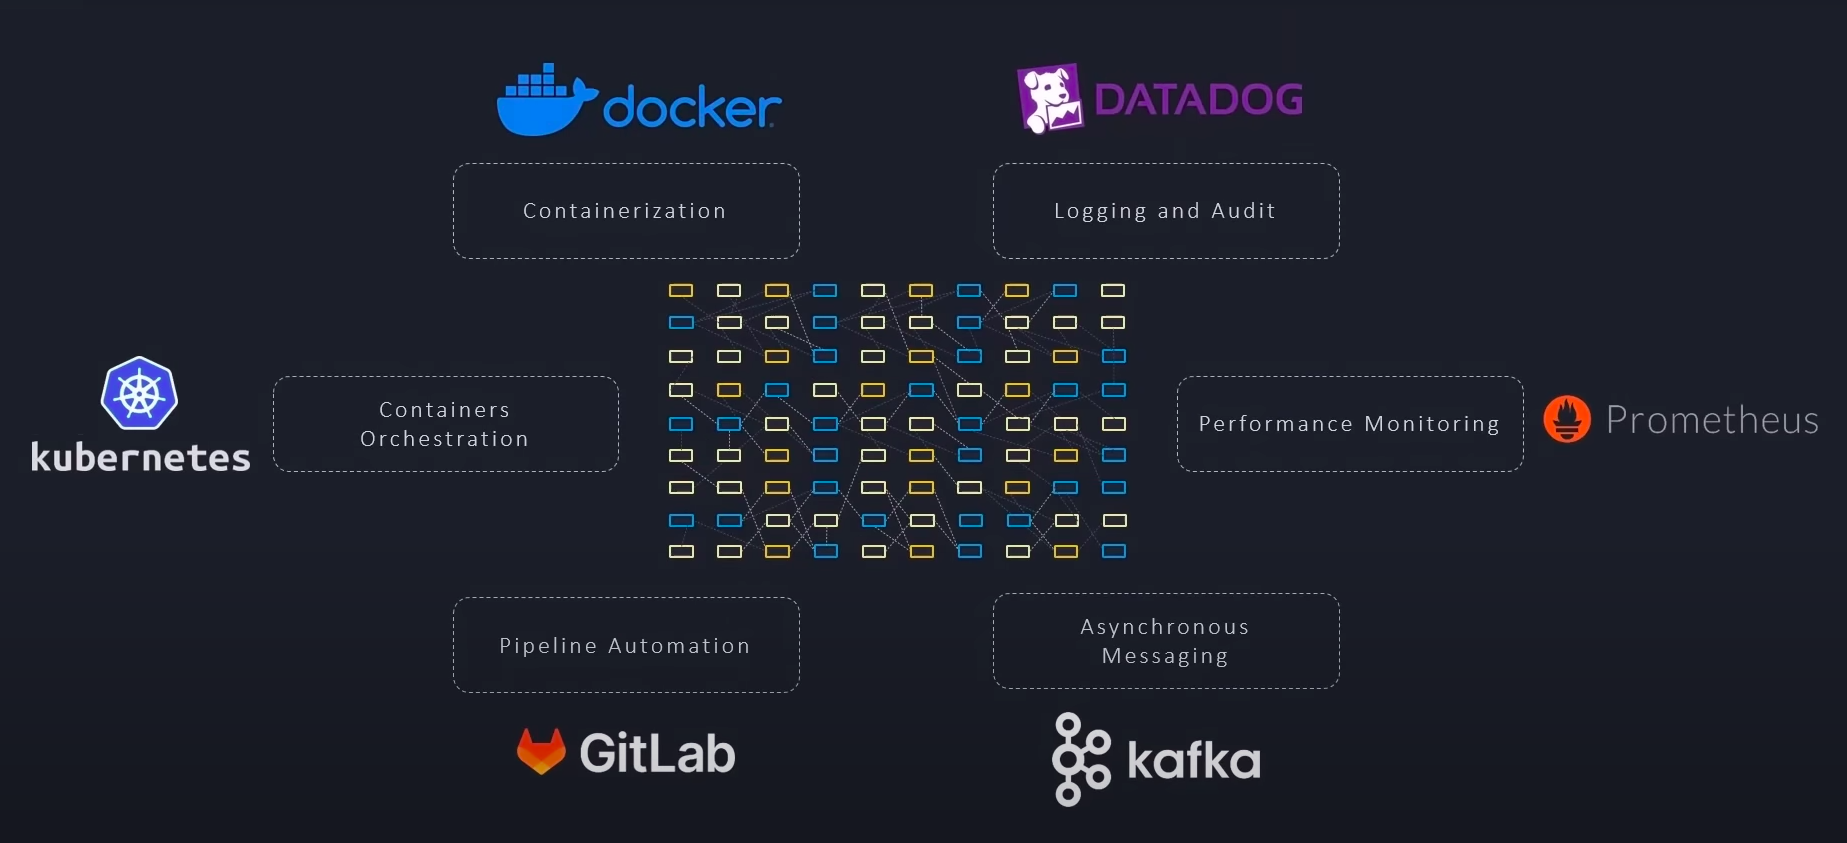 docker
DATADOG
Containerization
Logging and Audit
kubernetes
Containers
Orchestration
Performance Monitoring
Prometheus
Pipeline Automation
Asynchronous
Messaging
GitLab
kafka